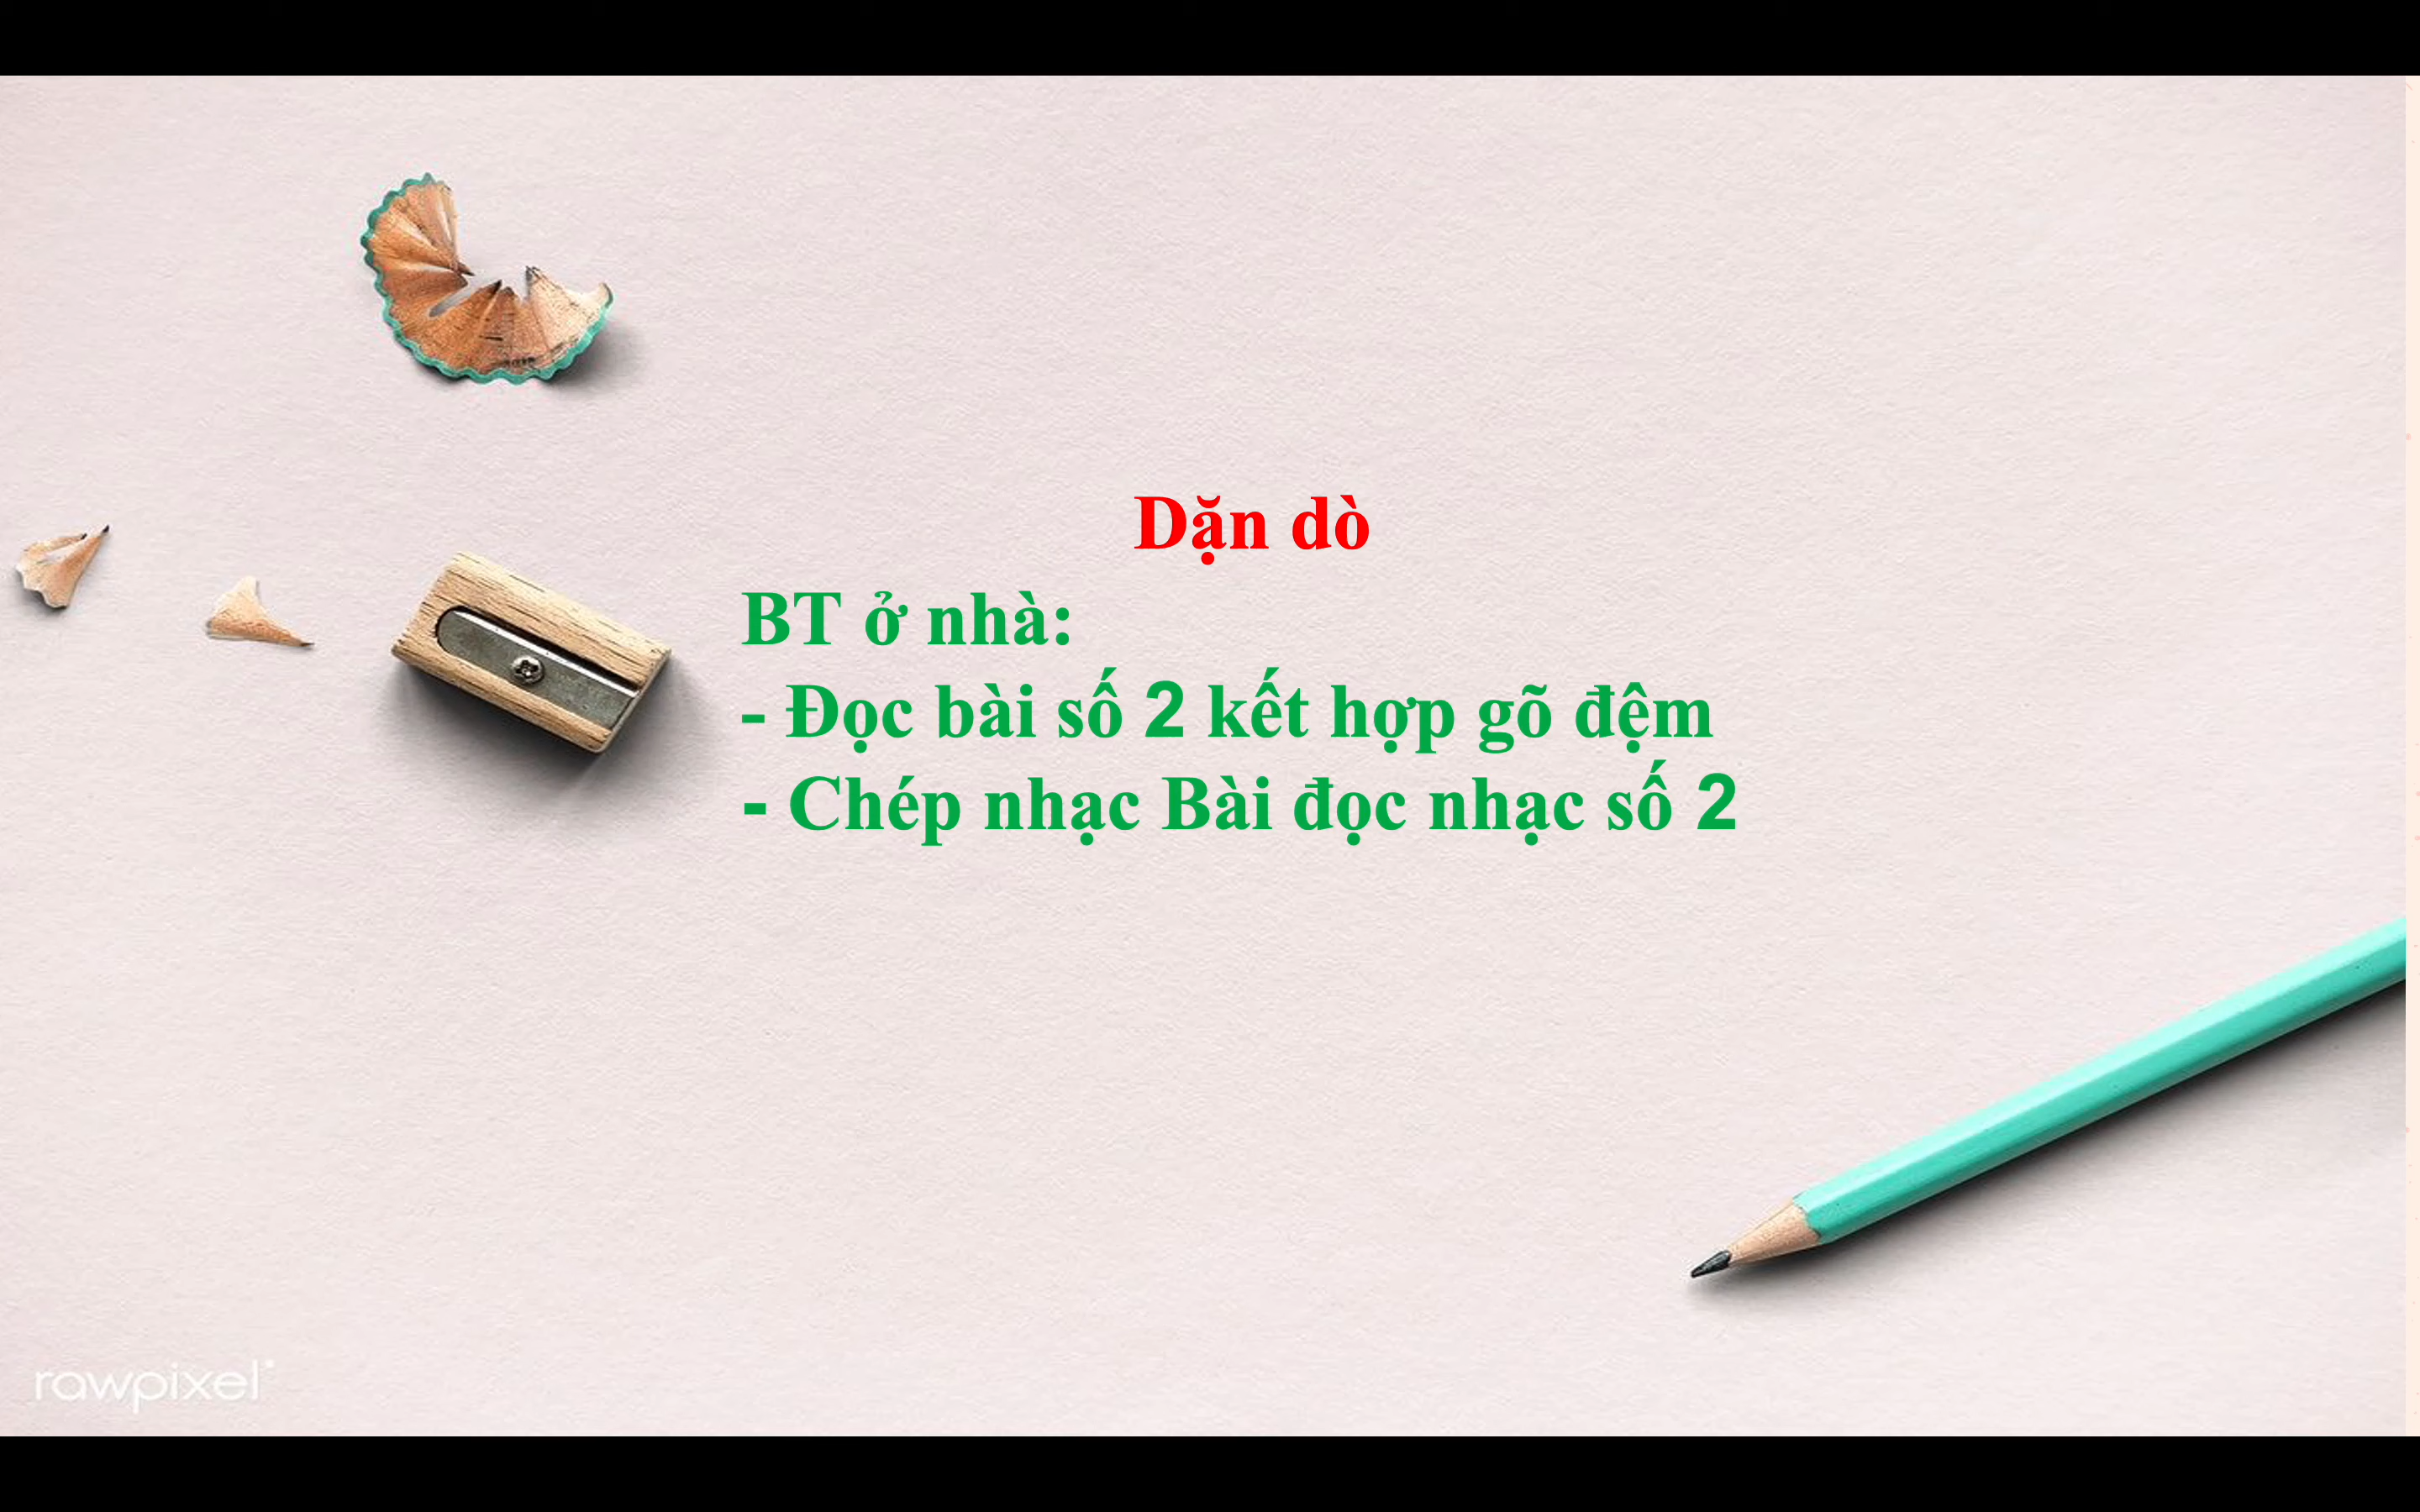 Dặn dò
BT ở nhà:
- Đọc bài số 2 kết hợp gõ đệm
- Chép nhạc Bài đọc nhạc số 2
rawpixel